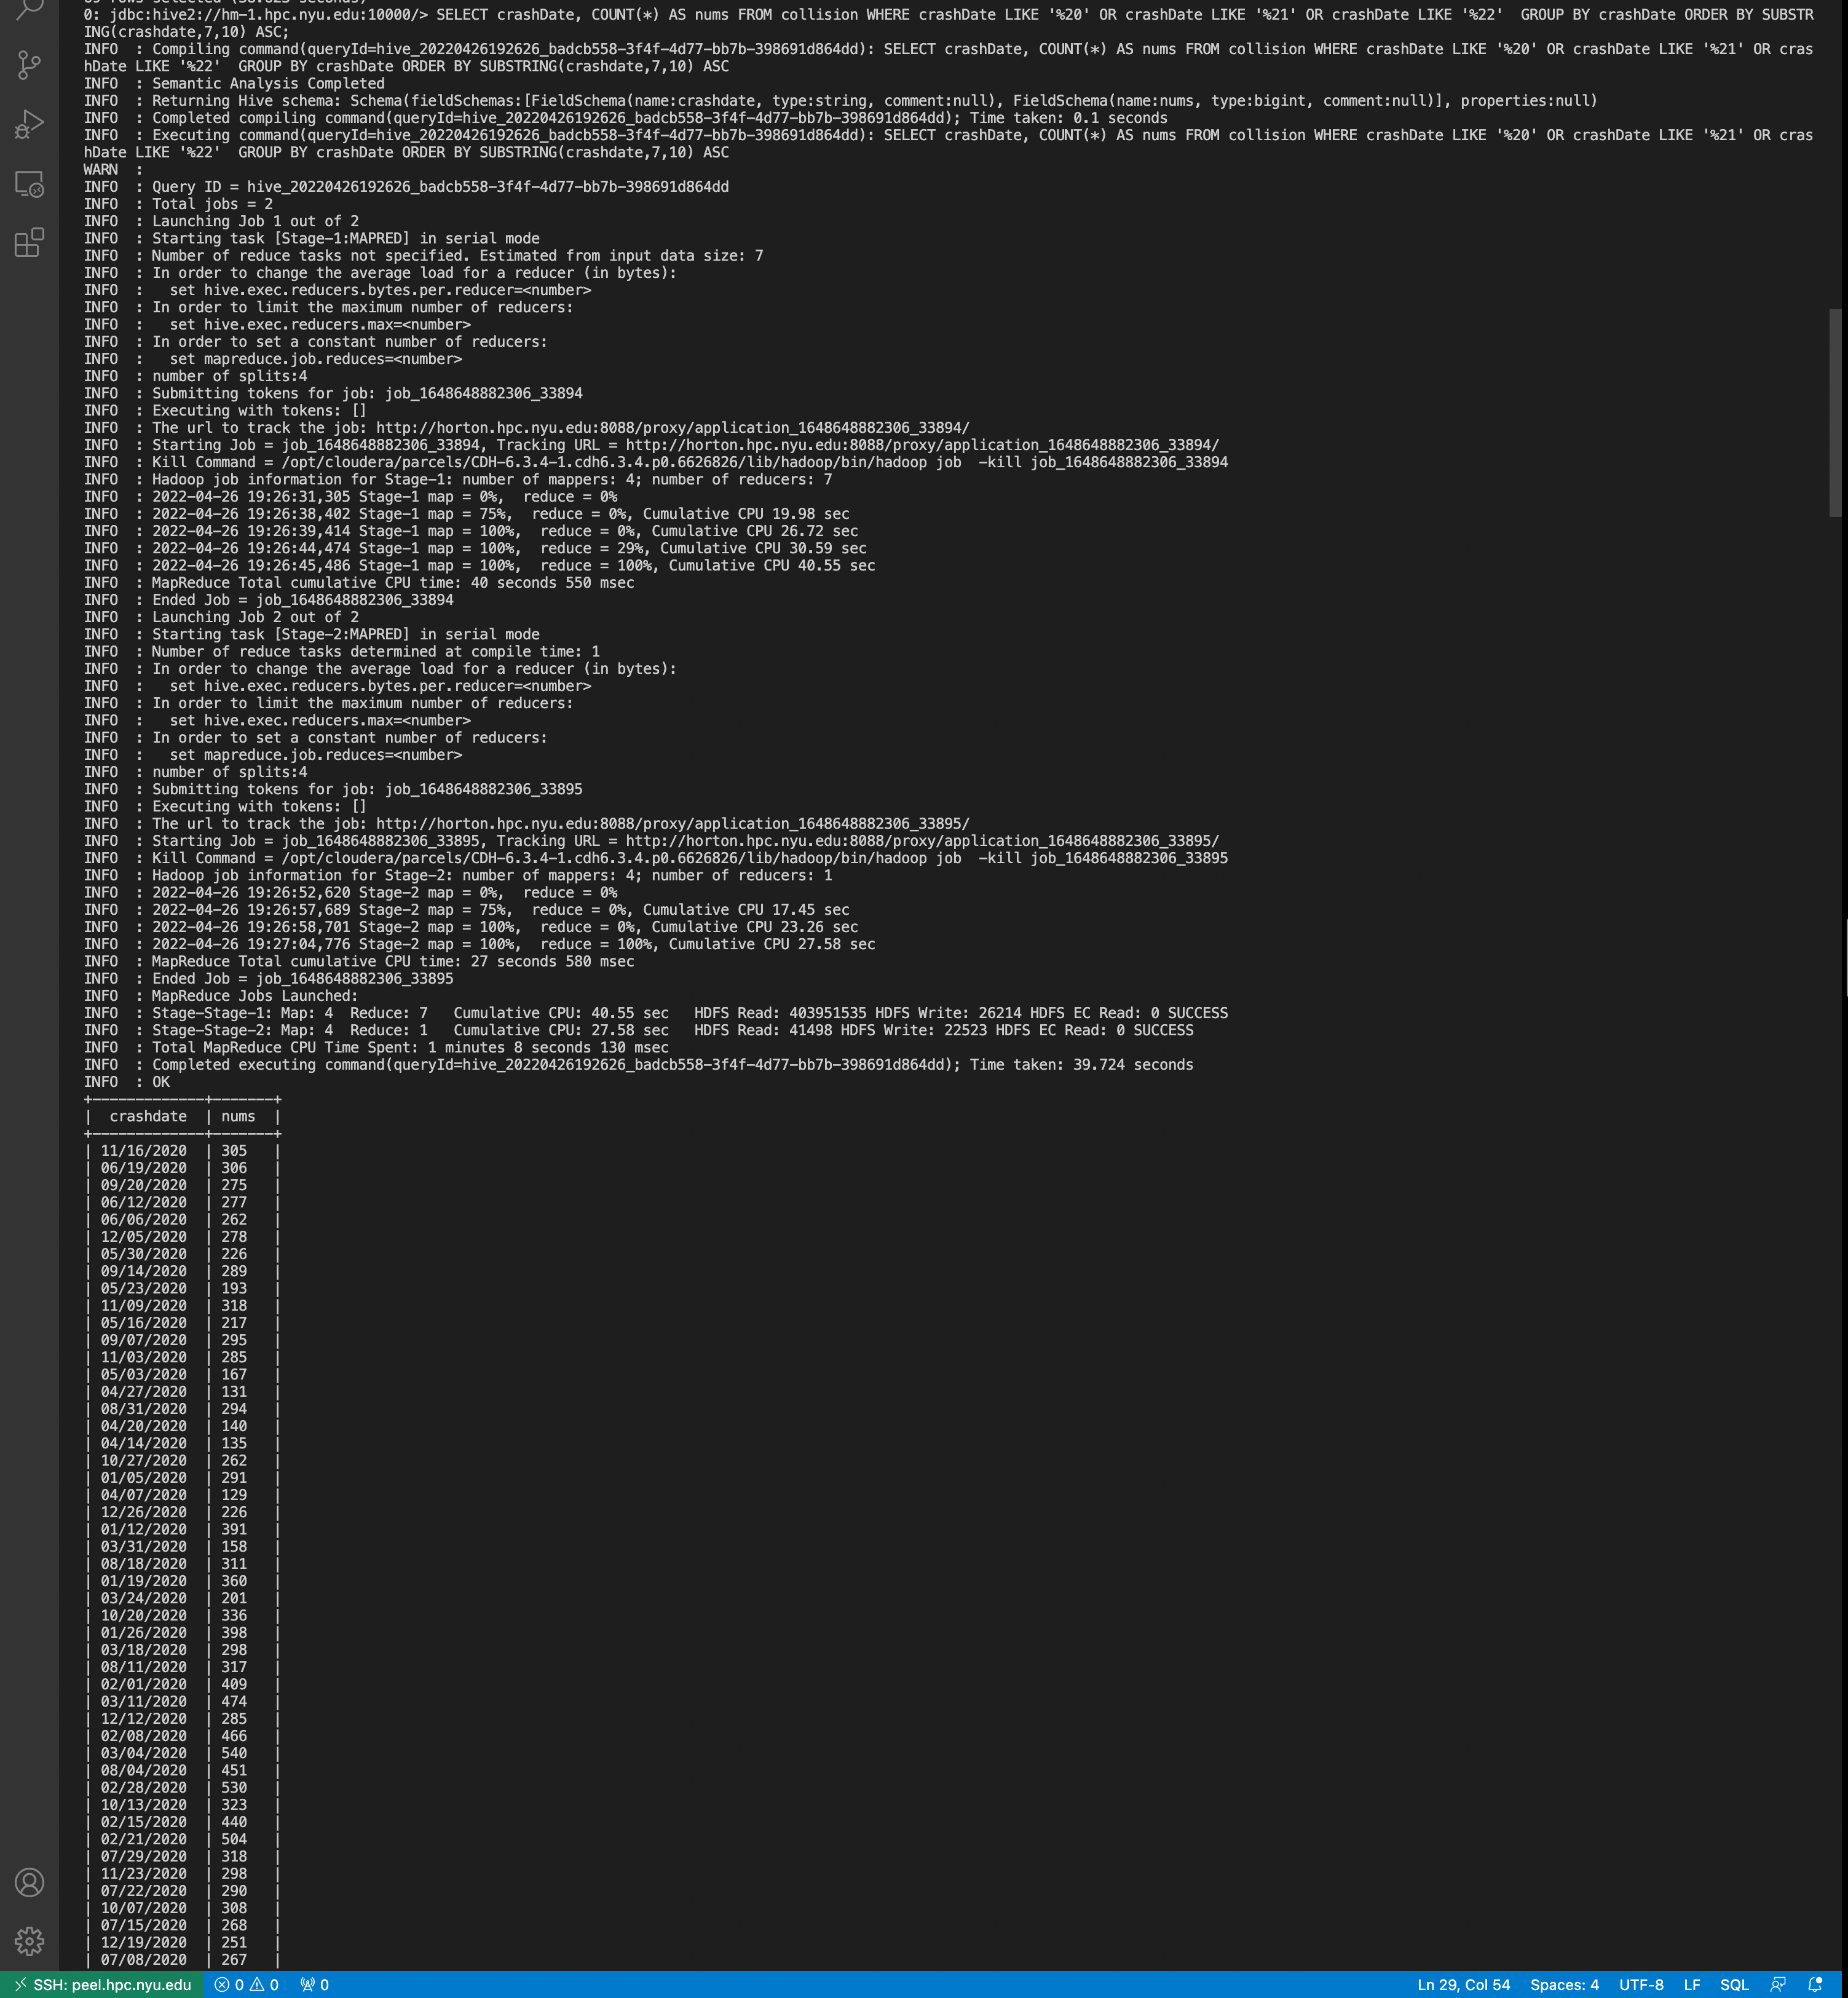 0: jdbc:hive2://hm-1.hpc.nyu.edu:10000/> SELECT crashDate, COUNT(*) AS nums FROM collision WHERE crashDate LIKE '%20' OR crashDate LIKE '%21' OR crashDate LIKE '%22'  GROUP BY crashDate ORDER BY SUBSTR
ING(crashdate,7,10) ASC;
INFO  : Compiling command(queryId=hive_20220426192626_badcb558-3f4f-4d77-bb7b-398691d864dd): SELECT crashDate, COUNT(*) AS nums FROM collision WHERE crashDate LIKE '%20' OR crashDate LIKE '%21' OR cras
hDate LIKE '%22'  GROUP BY crashDate ORDER BY SUBSTRING(crashdate,7,10) ASC
INFO  : Semantic Analysis Completed
INFO  : Returning Hive schema: Schema(fieldSchemas:[FieldSchema(name:crashdate, type:string, comment:null), FieldSchema(name:nums, type:bigint, comment:null)], properties:null)
INFO  : Completed compiling command(queryId=hive_20220426192626_badcb558-3f4f-4d77-bb7b-398691d864dd); Time taken: 0.1 seconds
INFO  : Executing command(queryId=hive_20220426192626_badcb558-3f4f-4d77-bb7b-398691d864dd): SELECT crashDate, COUNT(*) AS nums FROM collision WHERE crashDate LIKE '%20' OR crashDate LIKE '%21' OR cras
hDate LIKE '%22'  GROUP BY crashDate ORDER BY SUBSTRING(crashdate,7,10) ASC
WARN  :
INFO  : Query ID = hive_20220426192626_badcb558-3f4f-4d77-bb7b-398691d864dd
INFO  : Total jobs = 2
INFO  : Launching Job 1 out of 2
INFO  : Starting task [Stage-1:MAPRED] in serial mode
INFO  : Number of reduce tasks not specified. Estimated from input data size: 7
INFO  : In order to change the average load for a reducer (in bytes):
INFO  :   set hive.exec.reducers.bytes.per.reducer=<number>
INFO  : In order to limit the maximum number of reducers:
INFO  :   set hive.exec.reducers.max=<number>
INFO  : In order to set a constant number of reducers:
INFO  :   set mapreduce.job.reduces=<number>
INFO  : number of splits:4
INFO  : Submitting tokens for job: job_1648648882306_33894
INFO  : Executing with tokens: []
INFO  : The url to track the job: http://horton.hpc.nyu.edu:8088/proxy/application_1648648882306_33894/
INFO  : Starting Job = job_1648648882306_33894, Tracking URL = http://horton.hpc.nyu.edu:8088/proxy/application_1648648882306_33894/
INFO  : Kill Command = /opt/cloudera/parcels/CDH-6.3.4-1.cdh6.3.4.p0.6626826/lib/hadoop/bin/hadoop job  -kill job_1648648882306_33894
INFO  : Hadoop job information for Stage-1: number of mappers: 4; number of reducers: 7
INFO  : 2022-04-26 19:26:31,305 Stage-1 map = 0%,  reduce = 0%
INFO  : 2022-04-26 19:26:38,402 Stage-1 map = 75%,  reduce = 0%, Cumulative CPU 19.98 sec
INFO  : 2022-04-26 19:26:39,414 Stage-1 map = 100%,  reduce = 0%, Cumulative CPU 26.72 sec
INFO  : 2022-04-26 19:26:44,474 Stage-1 map = 100%,  reduce = 29%, Cumulative CPU 30.59 sec
INFO  : 2022-04-26 19:26:45,486 Stage-1 map = 100%,  reduce = 100%, Cumulative CPU 40.55 sec
INFO  : MapReduce Total cumulative CPU time: 40 seconds 550 msec
INFO  : Ended Job = job_1648648882306_33894
INFO  : Launching Job 2 out of 2
INFO  : Starting task [Stage-2:MAPRED] in serial mode
INFO  : Number of reduce tasks determined at compile time: 1
INFO  : In order to change the average load for a reducer (in bytes):
INFO  :   set hive.exec.reducers.bytes.per.reducer=<number>
INFO  : In order to limit the maximum number of reducers:
INFO  :   set hive.exec.reducers.max=<number>
INFO  : In order to set a constant number of reducers:
INFO  :   set mapreduce.job.reduces=<number>
INFO  : number of splits:4
INFO  : Submitting tokens for job: job_1648648882306_33895
INFO  : Executing with tokens: []
INFO  : The url to track the job: http://horton.hpc.nyu.edu:8088/proxy/application_1648648882306_33895/
INFO  : Starting Job = job_1648648882306_33895, Tracking URL = http://horton.hpc.nyu.edu:8088/proxy/application_1648648882306_33895/
INFO  : Kill Command = /opt/cloudera/parcels/CDH-6.3.4-1.cdh6.3.4.p0.6626826/lib/hadoop/bin/hadoop job  -kill job_1648648882306_33895
INFO  : Hadoop job information for Stage-2: number of mappers: 4; number of reducers: 1
INFO  : 2022-04-26 19:26:52,620 Stage-2 map = 0%,  reduce = 0%
INFO  : 2022-04-26 19:26:57,689 Stage-2 map = 75%,  reduce = 0%, Cumulative CPU 17.45 sec
INFO  : 2022-04-26 19:26:58,701 Stage-2 map = 100%,  reduce = 0%, Cumulative CPU 23.26 sec
INFO  : 2022-04-26 19:27:04,776 Stage-2 map = 100%,  reduce = 100%, Cumulative CPU 27.58 sec
INFO  : MapReduce Total cumulative CPU time: 27 seconds 580 msec
INFO  : Ended Job = job_1648648882306_33895
INFO  : MapReduce Jobs Launched:
INFO  : Stage-Stage-1: Map: 4  Reduce: 7   Cumulative CPU: 40.55 sec   HDFS Read: 403951535 HDFS Write: 26214 HDFS EC Read: 0 SUCCESS
INFO  : Stage-Stage-2: Map: 4  Reduce: 1   Cumulative CPU: 27.58 sec   HDFS Read: 41498 HDFS Write: 22523 HDFS EC Read: 0 SUCCESS
INFO  : Total MapReduce CPU Time Spent: 1 minutes 8 seconds 130 msec
INFO  : Completed executing command(queryId=hive_20220426192626_badcb558-3f4f-4d77-bb7b-398691d864dd); Time taken: 39.724 seconds
INFO  : OK
+-------------+-------+
|  crashdate  | nums  |
+-------------+-------+
| 11/16/2020  | 305   |
| 06/19/2020  | 306   |
| 09/20/2020  | 275   |
| 06/12/2020  | 277   |
| 06/06/2020  | 262   |
| 12/05/2020  | 278   |
| 05/30/2020  | 226   |
| 09/14/2020  | 289   |
| 05/23/2020  | 193   |
| 11/09/2020  | 318   |
| 05/16/2020  | 217   |
| 09/07/2020  | 295   |
| 11/03/2020  | 285   |
| 05/03/2020  | 167   |
| 04/27/2020  | 131   |
| 08/31/2020  | 294   |
| 04/20/2020  | 140   |
| 04/14/2020  | 135   |
| 10/27/2020  | 262   |
| 01/05/2020  | 291   |
| 04/07/2020  | 129   |
| 12/26/2020  | 226   |
| 01/12/2020  | 391   |
| 03/31/2020  | 158   |
| 08/18/2020  | 311   |
| 01/19/2020  | 360   |
| 03/24/2020  | 201   |
| 10/20/2020  | 336   |
| 01/26/2020  | 398   |
| 03/18/2020  | 298   |
| 08/11/2020  | 317   |
| 02/01/2020  | 409   |
| 03/11/2020  | 474   |
| 12/12/2020  | 285   |
| 02/08/2020  | 466   |
| 03/04/2020  | 540   |
| 08/04/2020  | 451   |
| 02/28/2020  | 530   |
| 10/13/2020  | 323   |
| 02/15/2020  | 440   |
| 02/21/2020  | 504   |
| 07/29/2020  | 318   |
| 11/23/2020  | 298   |
| 07/22/2020  | 290   |
| 10/07/2020  | 308   |
| 07/15/2020  | 268   |
| 12/19/2020  | 251   |
| 07/08/2020  | 267   |
SSH: peel.hpc.nyu.edu 0 0 0 Ln 29, Col 54 Spaces: 4 UTF-8 LF SQL